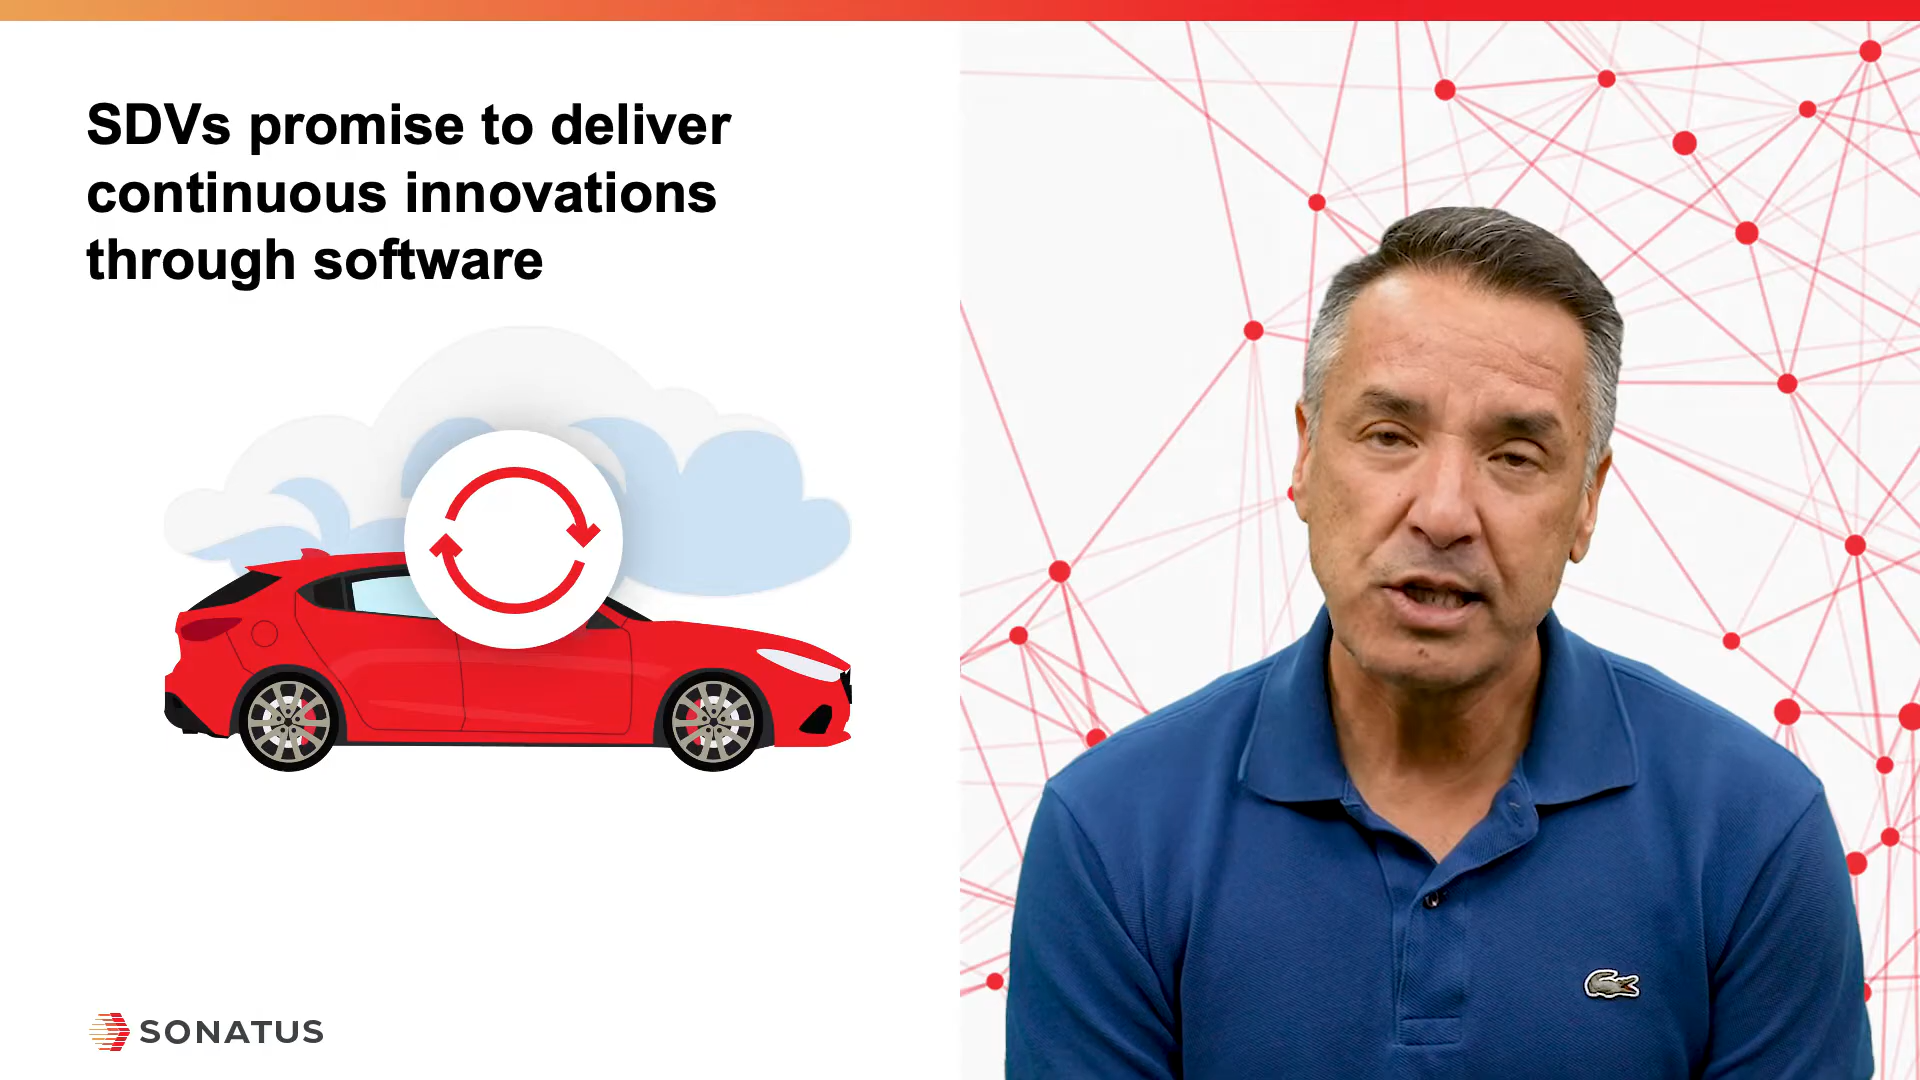 SDVs promise to deliver
continuous innovations
through software
SONATUS